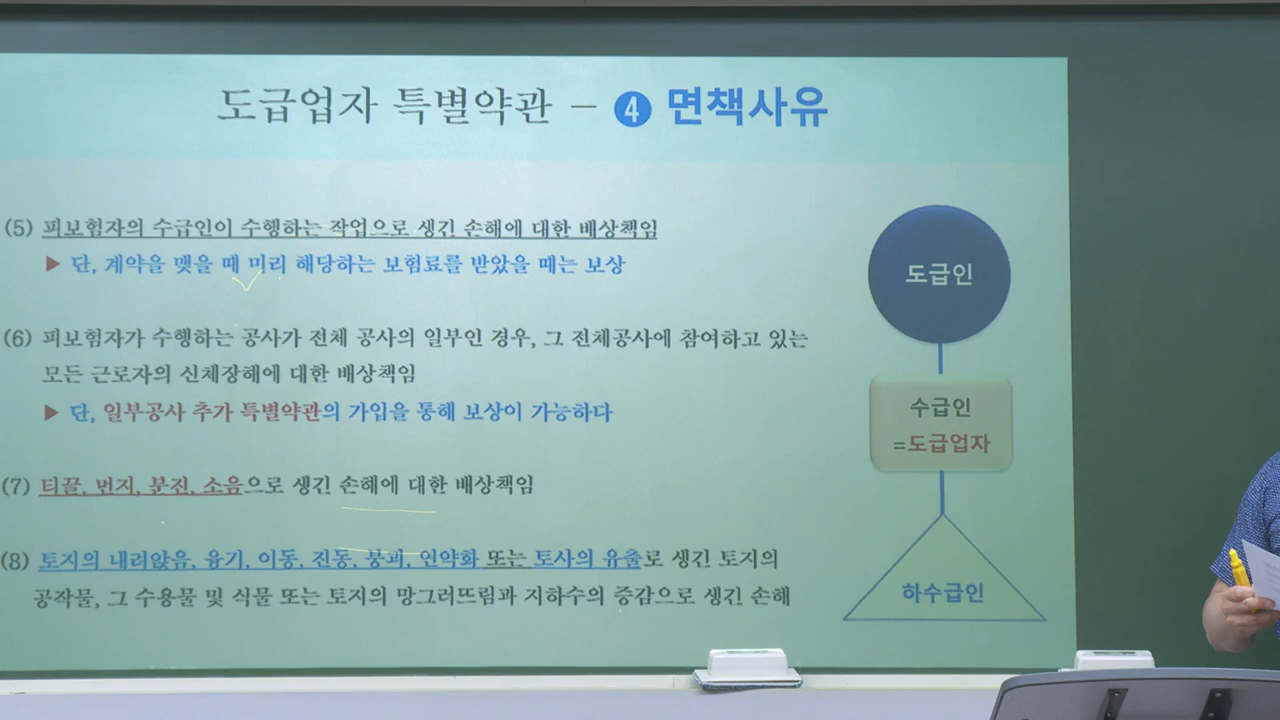 도급업자 특별약관 – ④ 면책사유
(5) 피보험자의 수급인이 수행하는 작업으로 생긴 손해에 대한 배상책임
▶ 단, 계약을 맺을 때 미리 해당하는 보험료를 받았을 때는 보상
(6) 피보험자가 수행하는 공사가 전체 공사의 일부인 경우, 그 전체공사에 참여하고 있는
모든 근로자의 신체장해에 대한 배상책임
▶ 단, 일부공사 추가 특별약관의 가입을 통해 보상이 가능하다
(7) 티끌, 먼지, 분진, 소음으로 생긴 손해에 대한 배상책임
(8) 토지의 내려앉음, 융기, 이동, 진동, 붕괴, 연약화 또는 토사의 유출로 생긴 토지의
공작물, 그 수용물 및 식물 또는 토지의 망그러뜨림과 지하수의 증감으로 생긴 손해
도급인
수급인
=도급업자
하수급인